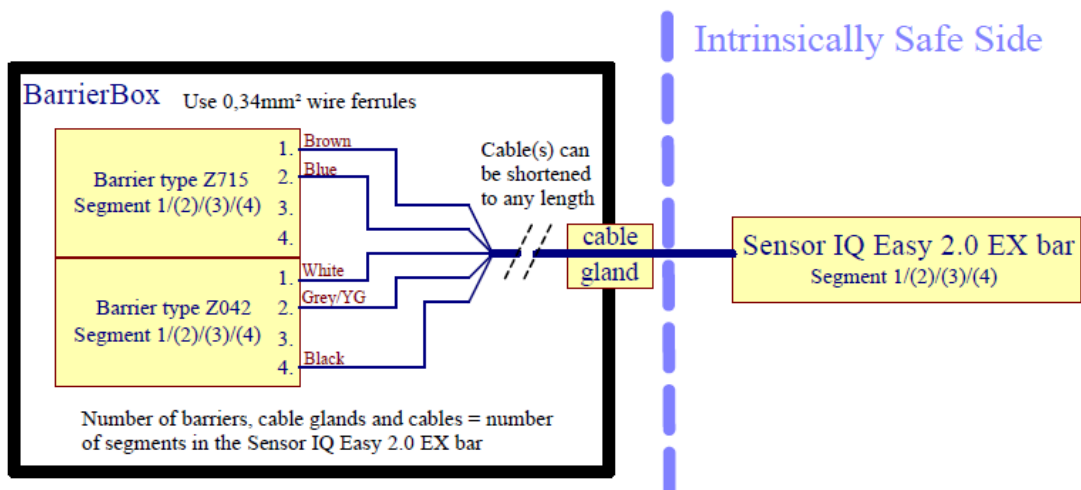 Intrinsically Safe Side
BarrierBox
Use 0,34mm² wire ferrules
Barrier type Z715
Segment 1/(2)/(3)/(4)
1.
Brown
2.
Blue
3.
4.
Barrier type Z042
Segment 1/(2)/(3)/(4)
1.
White
2.
Grey/YG
3.
4.
Black
Cable(s) can
be shortened
to any length
cable
gland
Sensor IQ Easy 2.0 EX bar
Segment 1/(2)/(3)/(4)
Number of barriers, cable glands and cables = number
of segments in the Sensor IQ Easy 2.0 EX bar